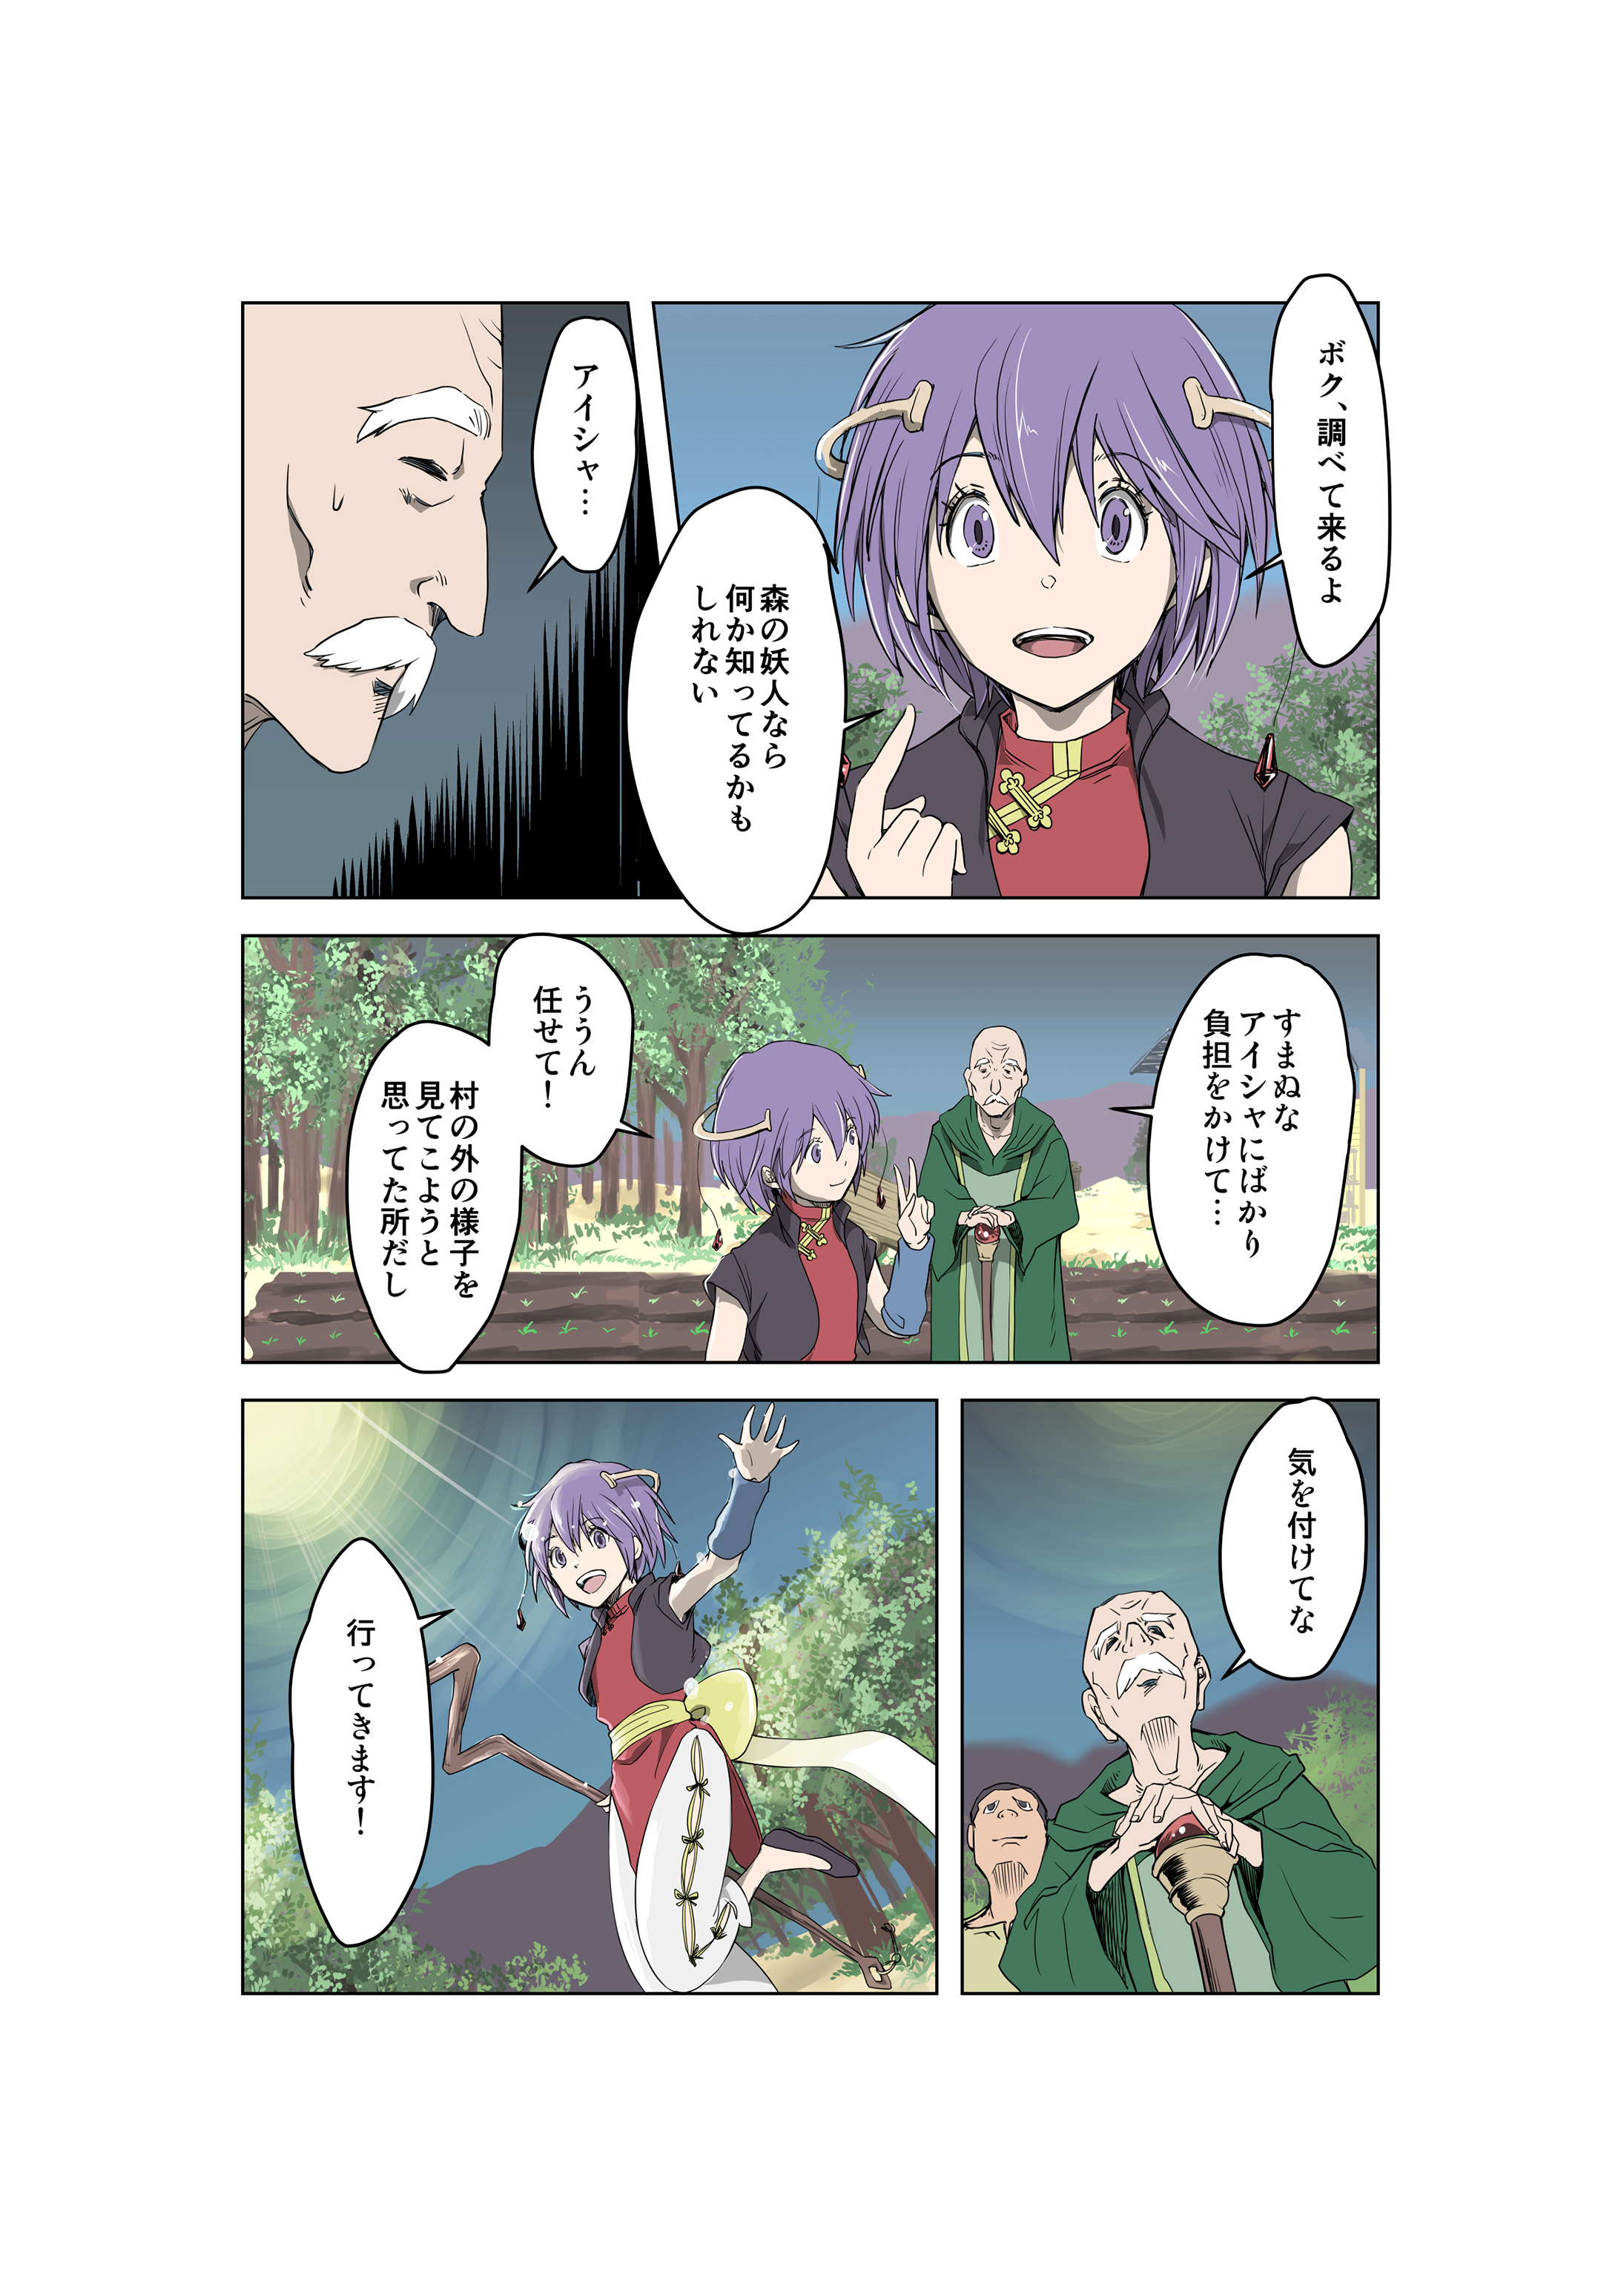 ボク、調べて来るよ
森の妖人なら
何か知ってるかも
しれない
アイシャ…
すまぬな
アイシャにばかり
負担をかけて…
ううん
任せて！
村の外の様子を
見てこようと
思ってた所だし
気を付けてな
行ってきます！